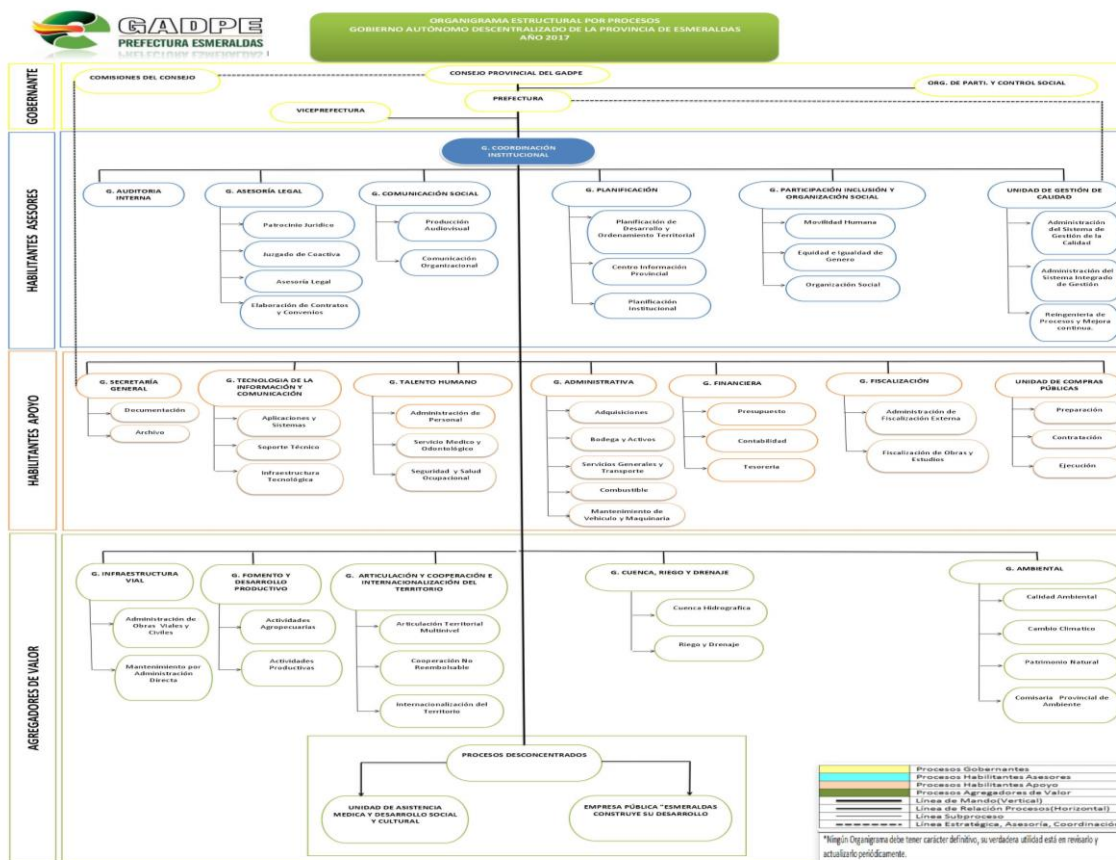 GADPE
PREFECTURA ESMERALDAS
ORGANIGRAMA ESTRUCTURAL POR PROCESOS
GOBIERNO AUTÓNOMO DESCENTRALIZADO DE LA PROVINCIA DE ESMERALDAS
AÑO 2017
GOBERNANTE
COMISIONES DEL CONSEJO
CONSEJO PROVINCIAL DEL GADPE
ORG. DE PARTI. Y CONTROL SOCIAL
PREFECTURA
VICEPREFECTURA
HABILITANTES ASESORES
G. COORDINACIÓN
INSTITUCIONAL
G. AUDITORIA
INTERNA
G. ASESORÍA LEGAL
Patrocinio Jurídico
Juzgado de Coactiva
Asesoría Legal
Elaboración de Contratos
y Convenios
G. COMUNICACIÓN SOCIAL
Producción
Audiovisual
Comunicación
Organizacional
G. PLANIFICACIÓN
Planificación de
Desarrollo y
Ordenamiento Territorial
Centro Información
Provincial
Planificación
Institucional
G. PARTICIPACIÓN INCLUSIÓN Y
ORGANIZACIÓN SOCIAL
Movilidad Humana
Equidad e Igualdad de
Genero
Organización Social
UNIDAD DE GESTIÓN DE
CALIDAD
Administración
del Sistema de
Gestión de la
Calidad
Administración del
Sistema Integrado
de Gestión
Reingeniería de
Procesos y Mejora
continua.
HABILITANTES APOYO
G. SECRETARÍA
GENERAL
Documentación
Archivo
G. TECNOLOGIA DE LA
INFORMACIÓN Y
COMUNICACIÓN
Aplicaciones y
Sistemas
Soporte Técnico
Infraestructura
Tecnológica
G. TALENTO HUMANO
Administración de
Personal
Servicio Medico y
Odontológico
Seguridad y Salud
Ocupacional
G. ADMINISTRATIVA
Adquisiciones
Bodega y Activos
Servicios Generales y
Transporte
Combustible
Mantenimiento de
Vehículo y Maquinaria
G. FINANCIERA
Presupuesto
Contabilidad
Tesorería
G. FISCALIZACIÓN
Administración de
Fiscalización Externa
Fiscalización de Obras y
Estudios
UNIDAD DE COMPRAS
PÚBLICAS
Preparación
Contratación
Ejecución
AGREGADORES DE VALOR
G. INFRAESTRUCTURA
VIAL
Administración de
Obras Viales y
Civiles
Mantenimiento por
Administración
Directa
G. FOMENTO Y
DESARROLLO
PRODUCTIVO
Actividades
Agropecuarias
Actividades
Productivas
G. ARTICULACIÓN Y COOPERACIÓN E
INTERNACIONALIZACIÓN DEL
TERRITORIO
Articulación Territorial
Multinivel
Cooperación No
Reembolsable
Internacionalización del
Territorio
G. CUENCA, RIEGO Y DRENAJE
Cuenca Hidrografica
Riego y Drenaje
G. AMBIENTAL
Calidad Ambiental
Cambio Climatico
Patrimonio Natural
Comisaria Provincial de
Ambiente
PROCESOS DESCONCENTRADOS
UNIDAD DE ASISTENCIA
MEDICA Y DESARROLLO SOCIAL
Y CULTURAL
EMPRESA PÚBLICA "ESMERALDAS
CONSTRUYE SU DESARROLLO
Procesos Gobernantes
Procesos Habilitantes Asesores
Procesos Habilitantes Apoyo
Procesos Agregadores de Valor
Línea de Mando(Vertical)
Línea de Relación Procesos(Horizontal)
Línea Subproceso
Línea Estratégica, Asesoría, Coordinación
*Ningún Organigrama debe tener carácter definitivo, su verdadera utilidad está en revisarlo y
actualizarlo periódicamente.